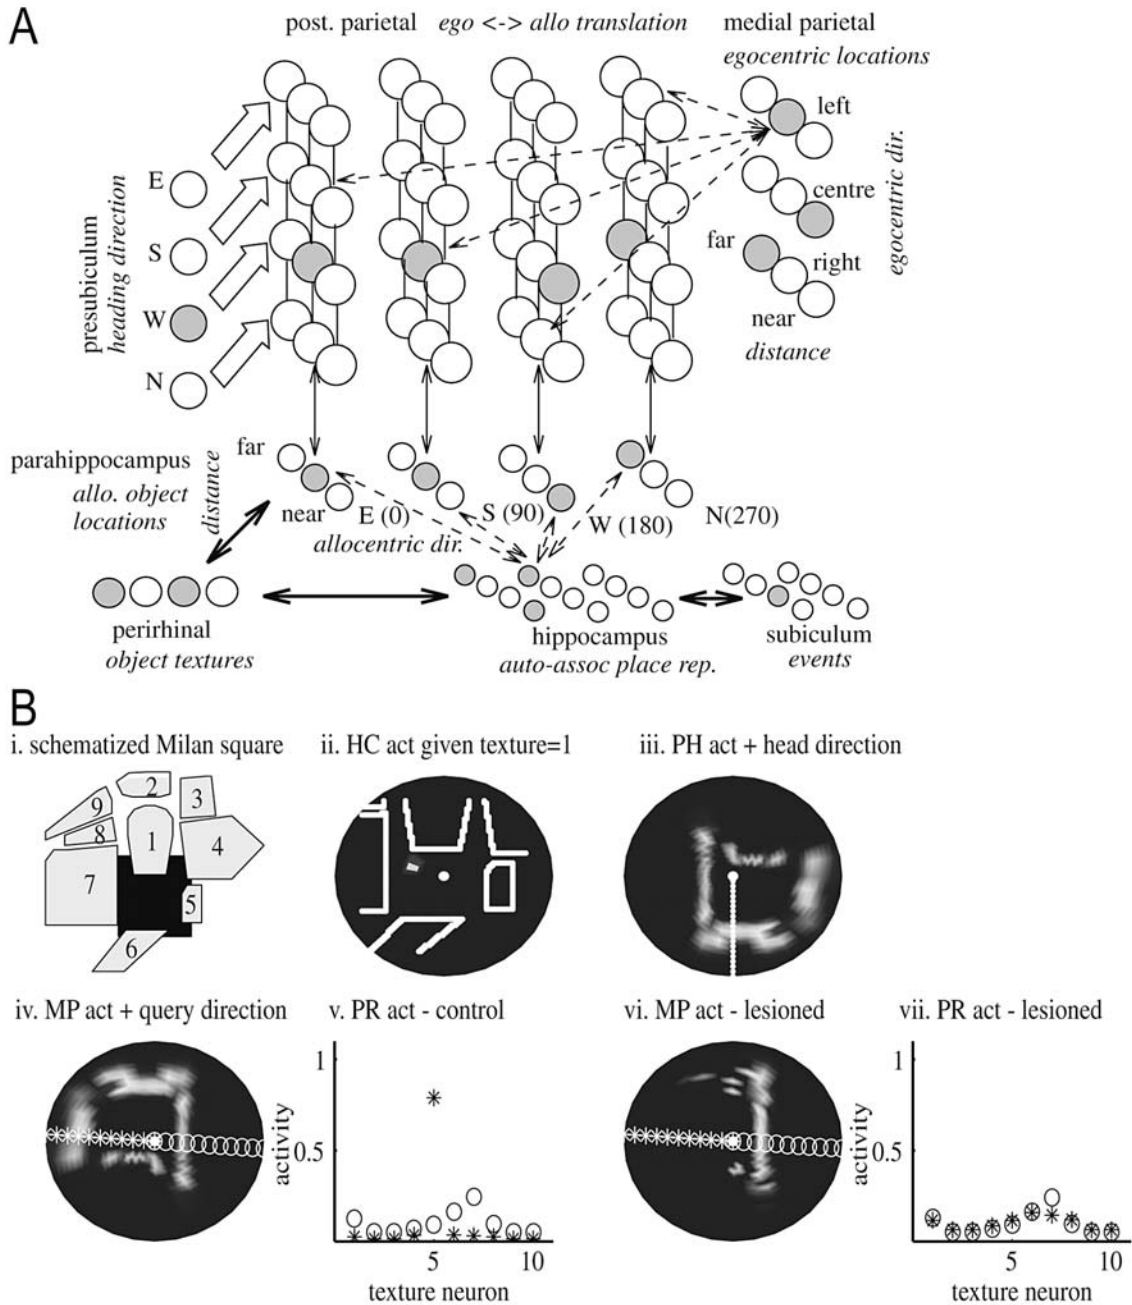 A
post. parietal ego <-> allo translation medial parietal
egocentric locations
left
centre
far
right
near
distance
egocentric dir.
E
S
W
N
presubiculum
heading direction
parahippocampus
allo. object
locations
distance
far
near
E (0)
S (90)
W (180)
N(270)
allocentric dir.
perirhinal
object textures
hippocampus
auto-assoc place rep.
subiculum
events
B
i. schematized Milan square
ii. HC act given texture=1
iii. PH act + head direction
1
2
3
4
5
6
7
8
9
iv. MP act + query direction
v. PR act - control
vi. MP act - lesioned
vii. PR act - lesioned
activity
1
0.5
5
10
texture neuron
activity
1
0.5
5
10
texture neuron